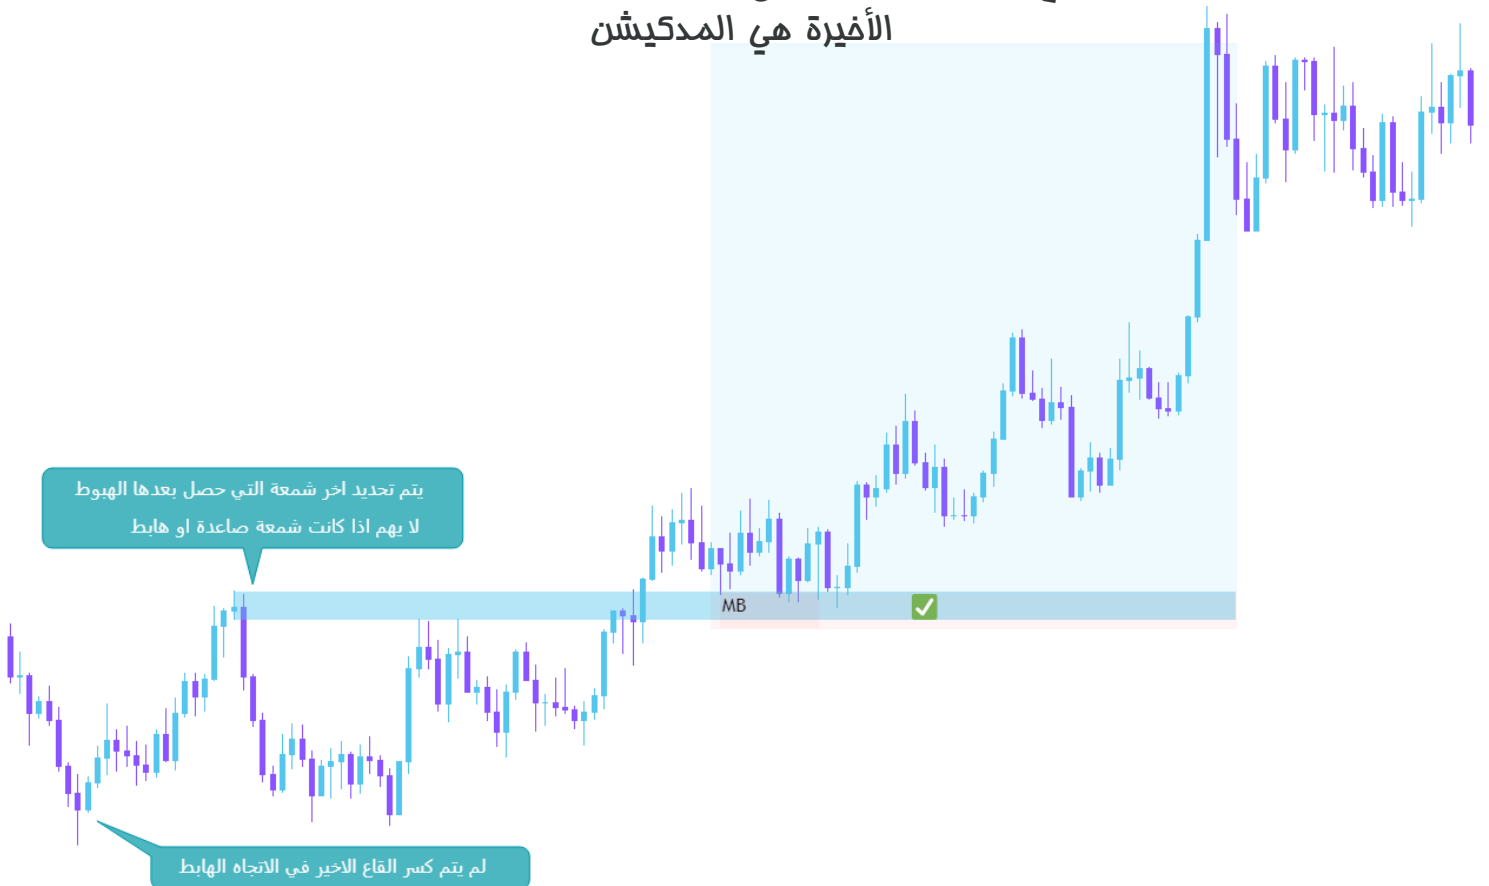 الأخيرة هي المدكيشن
يتم تحديد اخر شمعة التي حصل بعدها الهبوط
لا يهم اذا كانت شمعة صاعدة او هابط
MB
لم يتم كسر القاع الاخير في الاتجاه الهابط